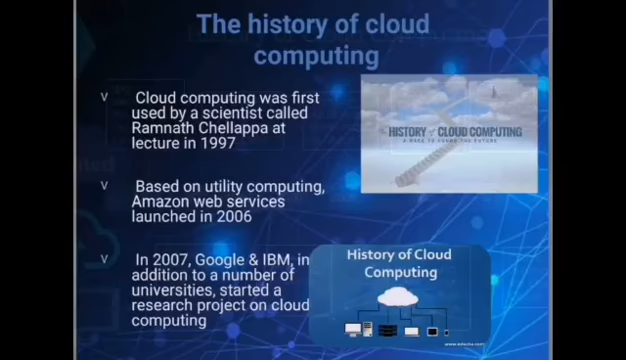 The history of cloud
computing
v Cloud computing was first
used by a scientist called
Ramnath Chellappa at
lecture in 1997
HISTORY of CLOUD COMPUTING
v Based on utility computing,
Amazon web services
launched in 2006
v In 2007, Google & IBM, in
addition to a number of
universities, started a
research project on cloud
computing
History of Cloud
Computing